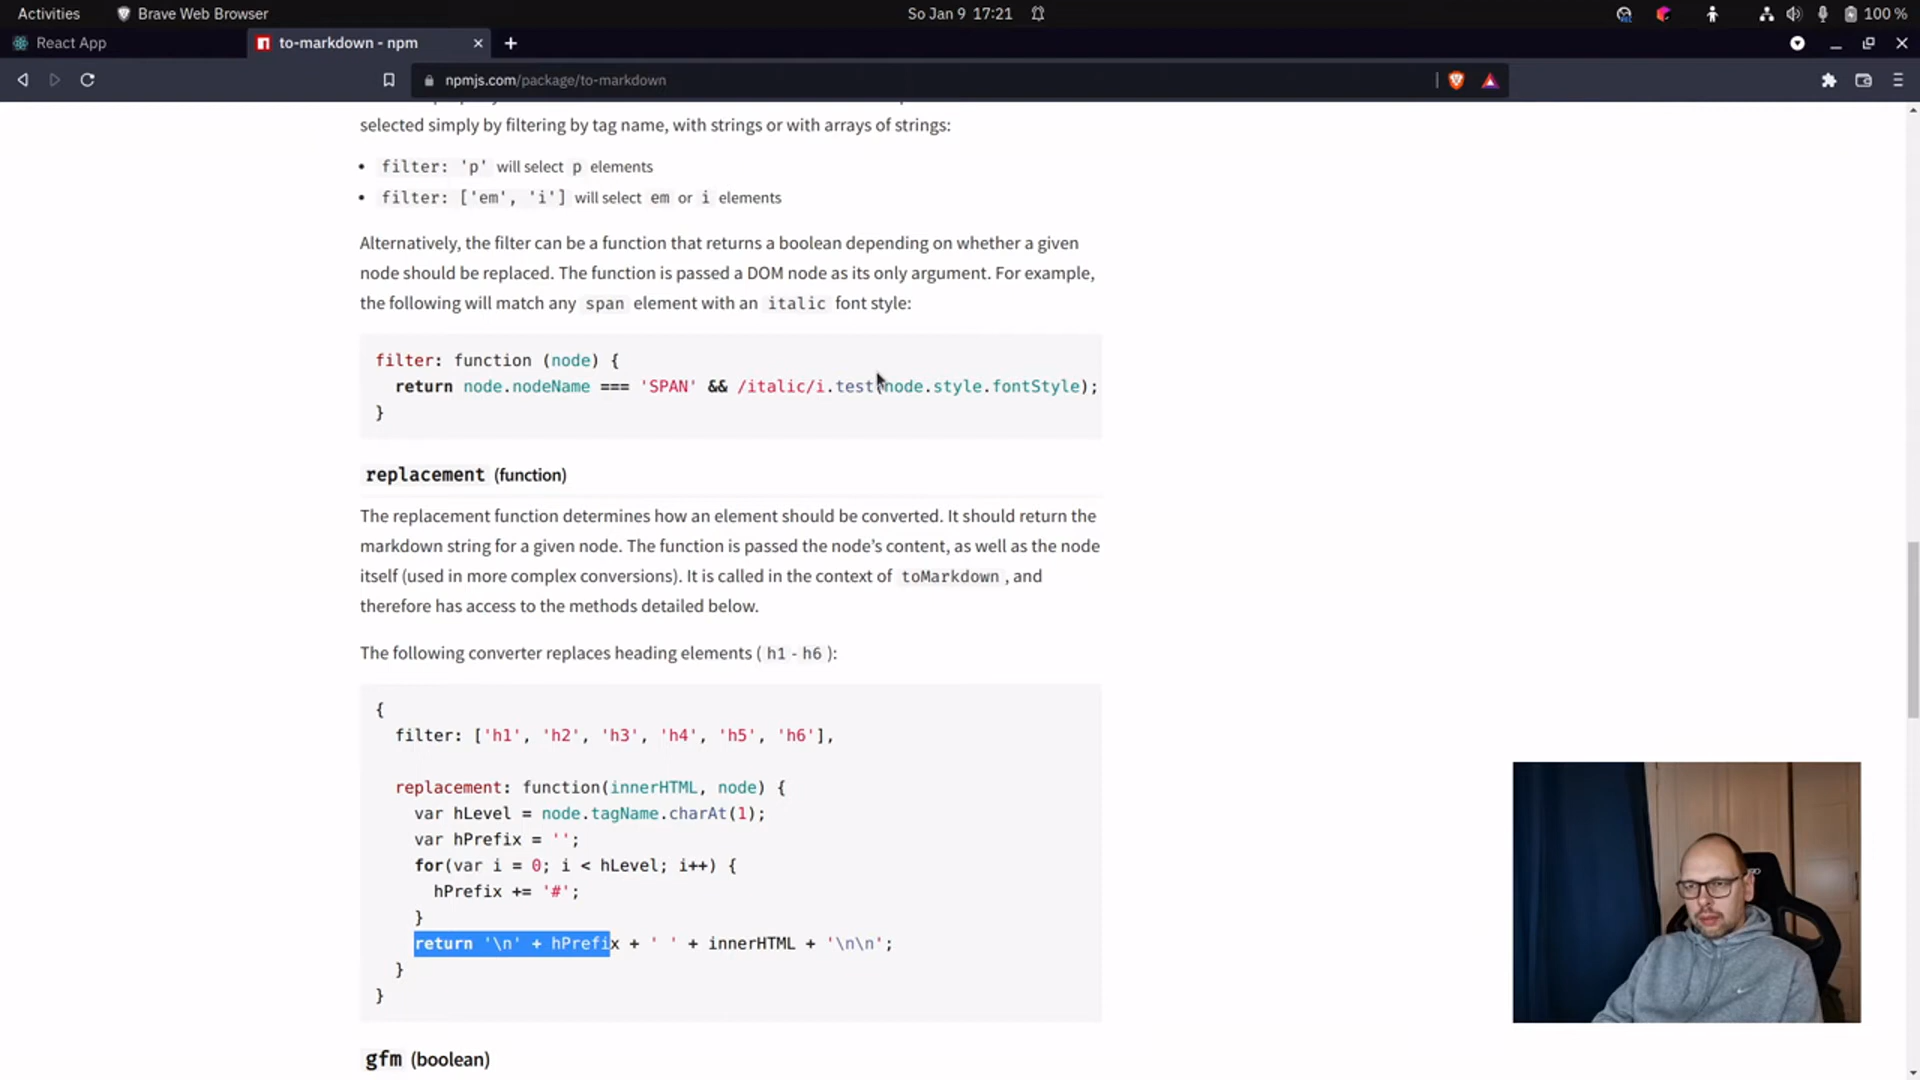 Activities Brave Web Browser So Jan 9 17:21 100 %
React App to-markdown - npm
npmjs.com/package/to-markdown
selected simply by filtering by tag name, with strings or with arrays of strings:
• filter: 'p' will select p elements
• filter: ['em', 'i'] will select em or i elements
Alternatively, the filter can be a function that returns a boolean depending on whether a given
node should be replaced. The function is passed a DOM node as its only argument. For example,
the following will match any span element with an italic font style:
filter: function (node) {
return node.nodeName === 'SPAN' && /italic/i.test(node.style.fontStyle);
}
replacement (function)
The replacement function determines how an element should be converted. It should return the
markdown string for a given node. The function is passed the node's content, as well as the node
itself (used in more complex conversions). It is called in the context of toMarkdown , and
therefore has access to the methods detailed below.
The following converter replaces heading elements ( h1 - h6 ):
{
filter: ['h1', 'h2', 'h3', 'h4', 'h5', 'h6'],
replacement: function(innerHTML, node) {
var hLevel = node.tagName.charAt(1);
var hPrefix = '';
for(var i = 0; i < hLevel; i++) {
hPrefix += '#';
}
return '\n' + hPrefix + ' ' + innerHTML + '\n\n';
}
}
gfm (boolean)